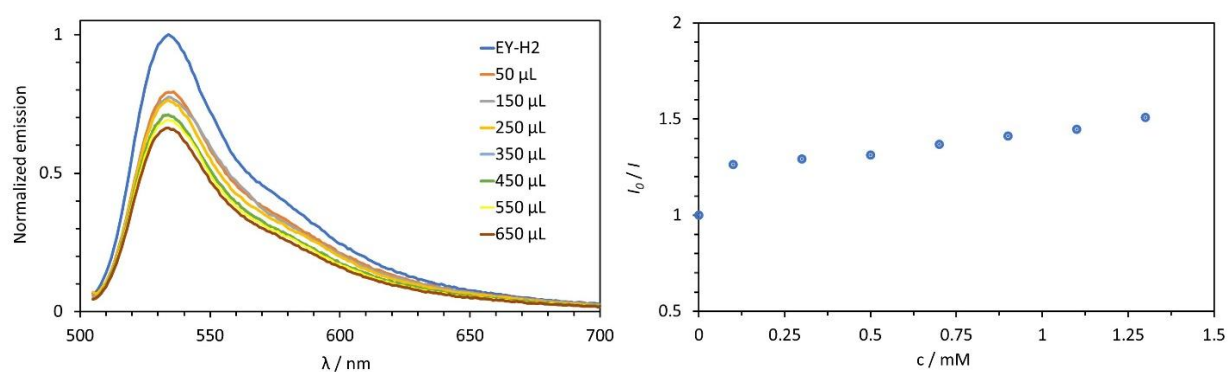 Normalized emission
1
0.5
0
500
550
600
650
700
λ / nm
EY-H2
50 µL
150 µL
250 µL
350 µL
450 µL
550 µL
650 µL
I0 / I
2
1.5
1
0.5
0
0.25
0.5
0.75
1
1.25
1.5
c / mM